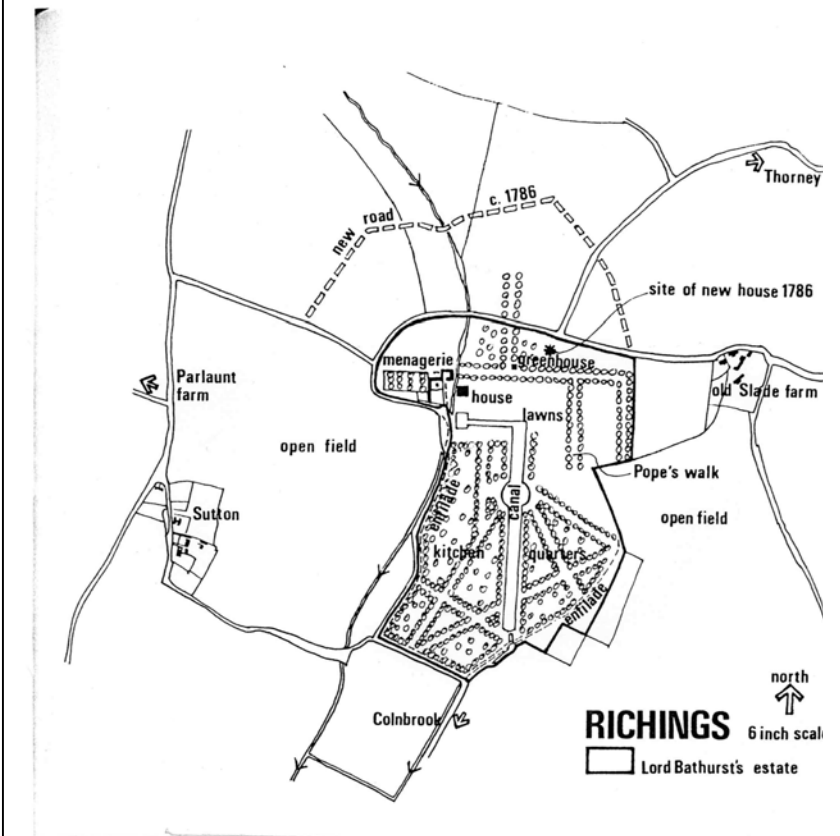 new road c. 1786
Thorney
site of new house 1786
menagerie
greenhouse
Parlaunt
farm
house
old Slade farm
lawns
open field
Pope's walk
Sutton
enfilade
canal
open field
kitchen quarters
enfilade
north
Colnbrook
RICHINGS
6 inch scale
Lord Bathurst's estate